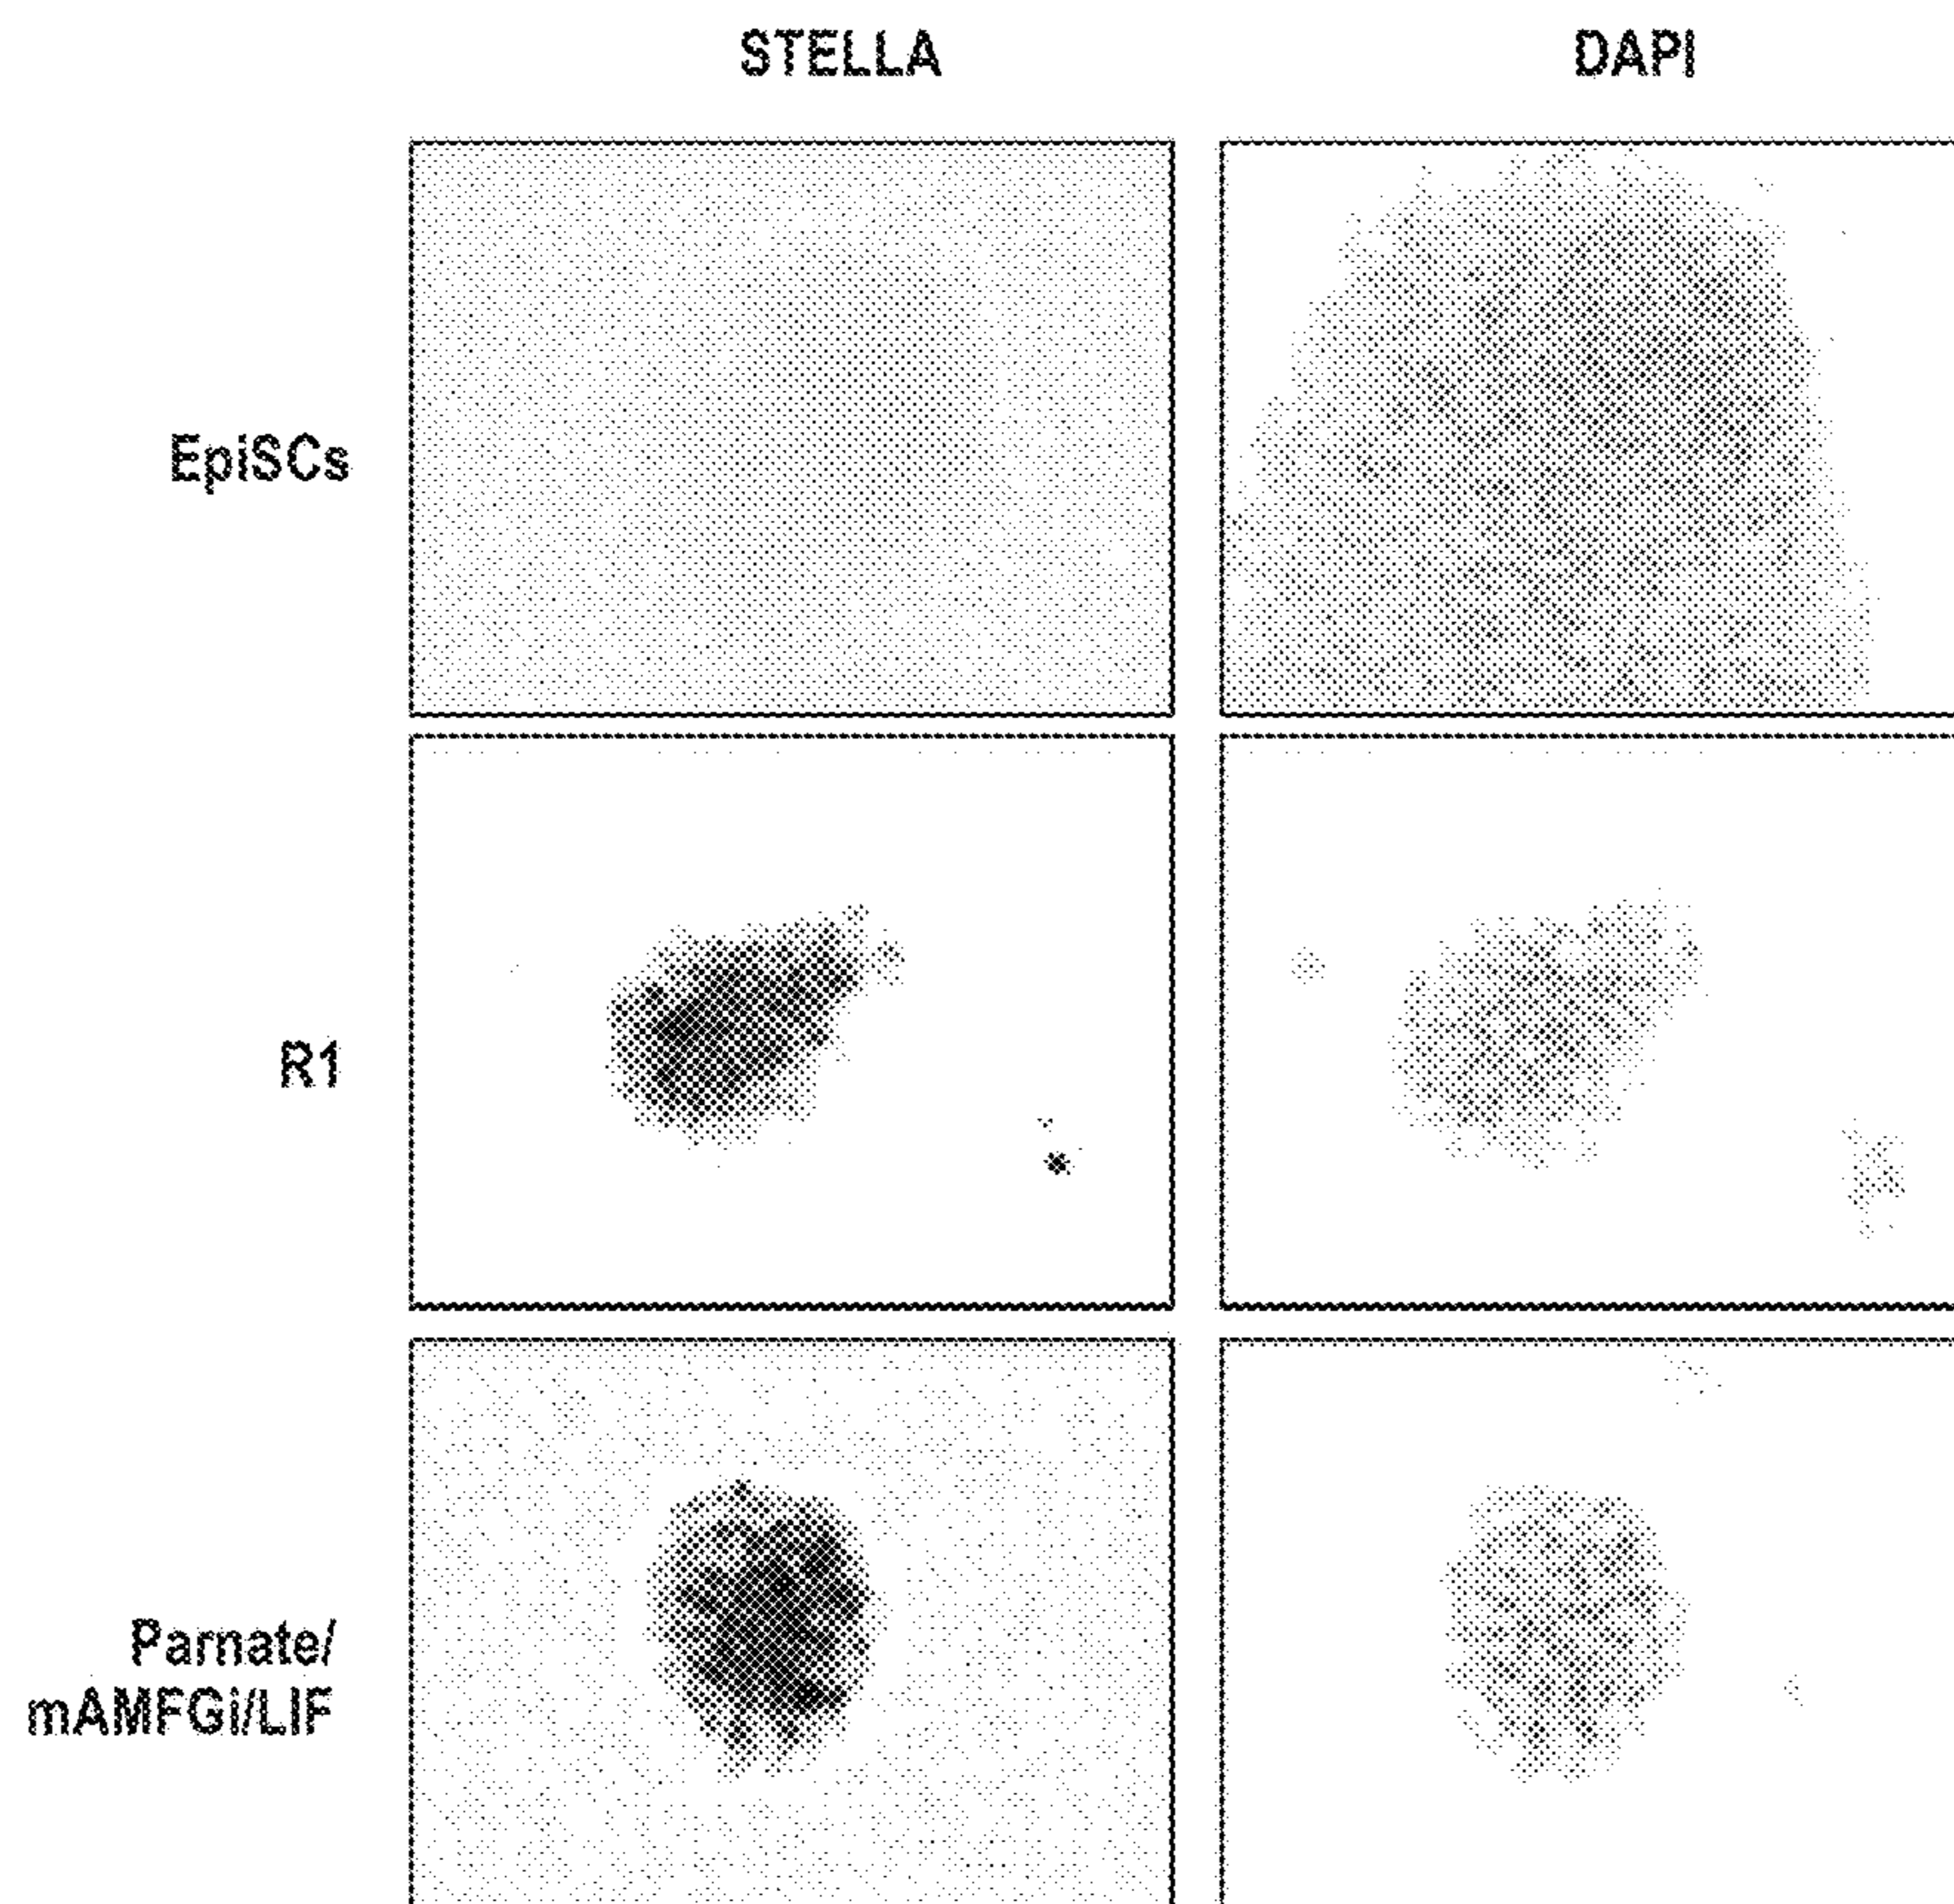 STELLA DAPI
EpiSCs
R1
Parnate/
mAMFGi/LIF